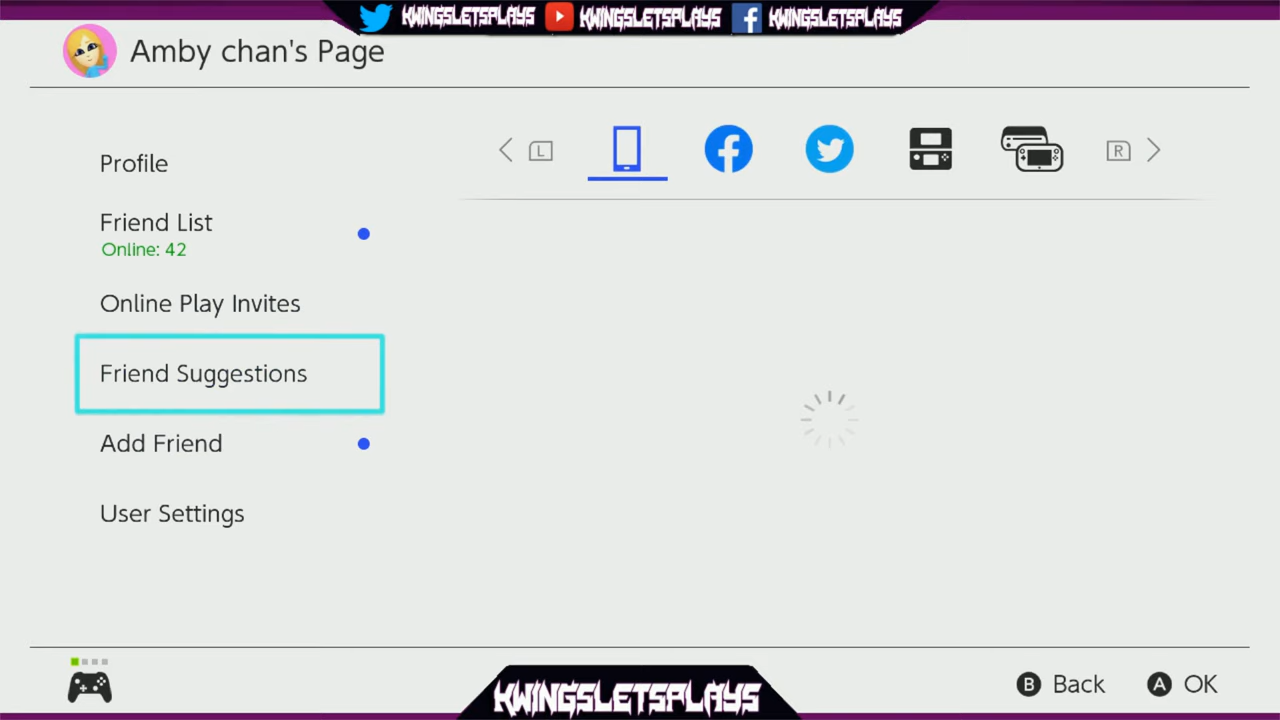 KWINGSLETSPLAYS KWINGSLETSPLAYS KWINGSLETSPLAYS
Amby chan's Page
L R
Profile
Friend List
Online: 42
Online Play Invites
Friend Suggestions
Add Friend
User Settings
KWINGSLETSPLAYS
B Back A OK